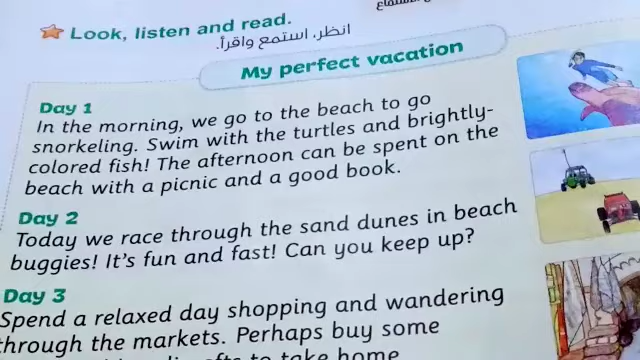 Look, listen and read.
انظر، استمع واقرأ.
My perfect vacation
Day 1
In the morning, we go to the beach to go
snorkeling. Swim with the turtles and brightly-
colored fish! The afternoon can be spent on the
beach with a picnic and a good book.
Day 2
Today we race through the sand dunes in beach
buggies! It's fun and fast! Can you keep up?
Day 3
Spend a relaxed day shopping and wandering
through the markets. Perhaps buy some
to take home